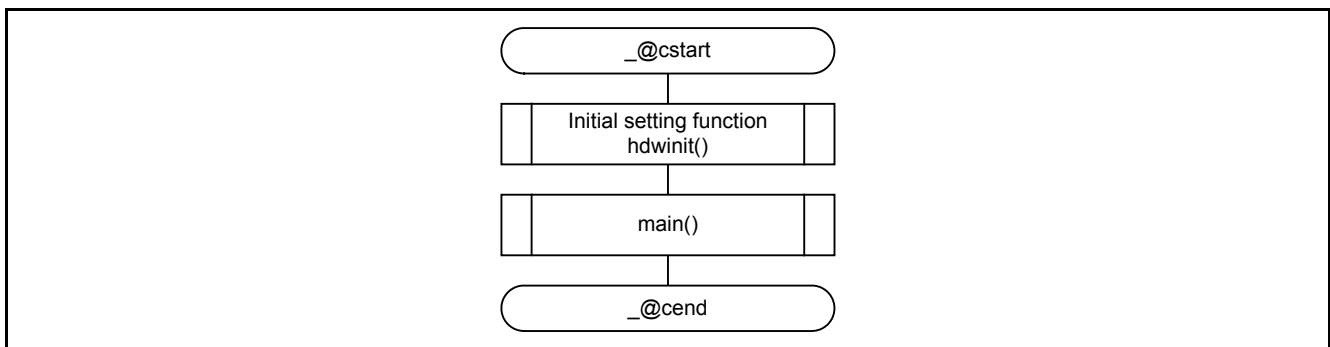 _@cstart
Initial setting function
hdwinit()
main()
_@cend